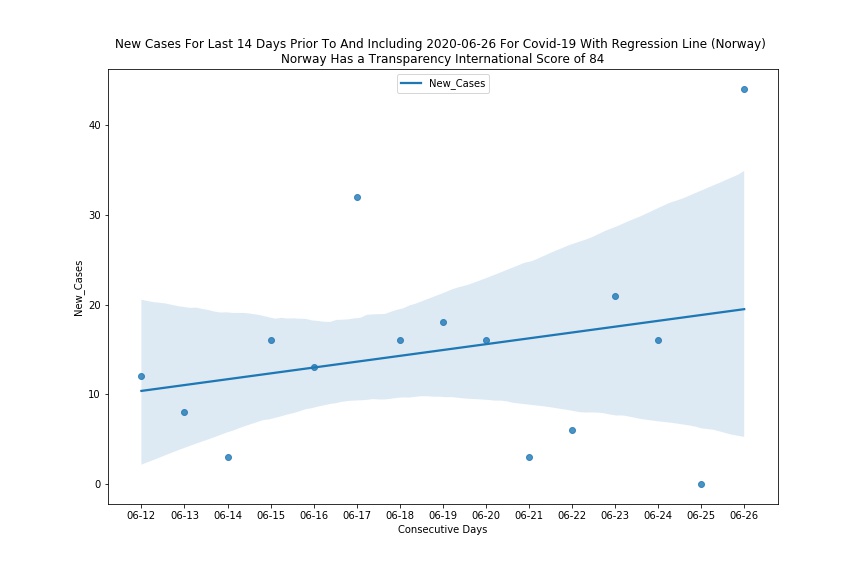 New Cases For Last 14 Days Prior To And Including 2020-06-26 For Covid-19 With Regression Line (Norway)
Norway Has a Transparency International Score of 84
New_Cases
New_Cases
40
30
20
10
0
06-12 06-13 06-14 06-15 06-16 06-17 06-18 06-19 06-20 06-21 06-22 06-23 06-24 06-25 06-26
Consecutive Days